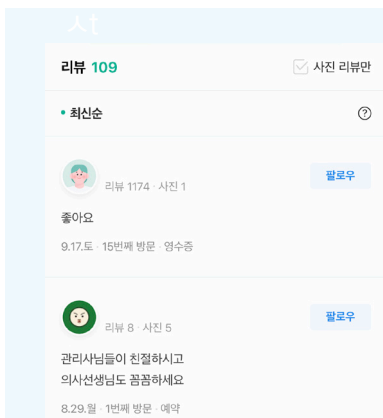 리뷰 109
사진 리뷰만
최신순
리뷰 1174 · 사진 1
팔로우
좋아요
9.17.토 · 15번째 방문 · 영수증
리뷰 8 · 사진 5
팔로우
관리사님들이 친절하시고
의사선생님도 꼼꼼하세요
8.29.월 · 1번째 방문 · 예약